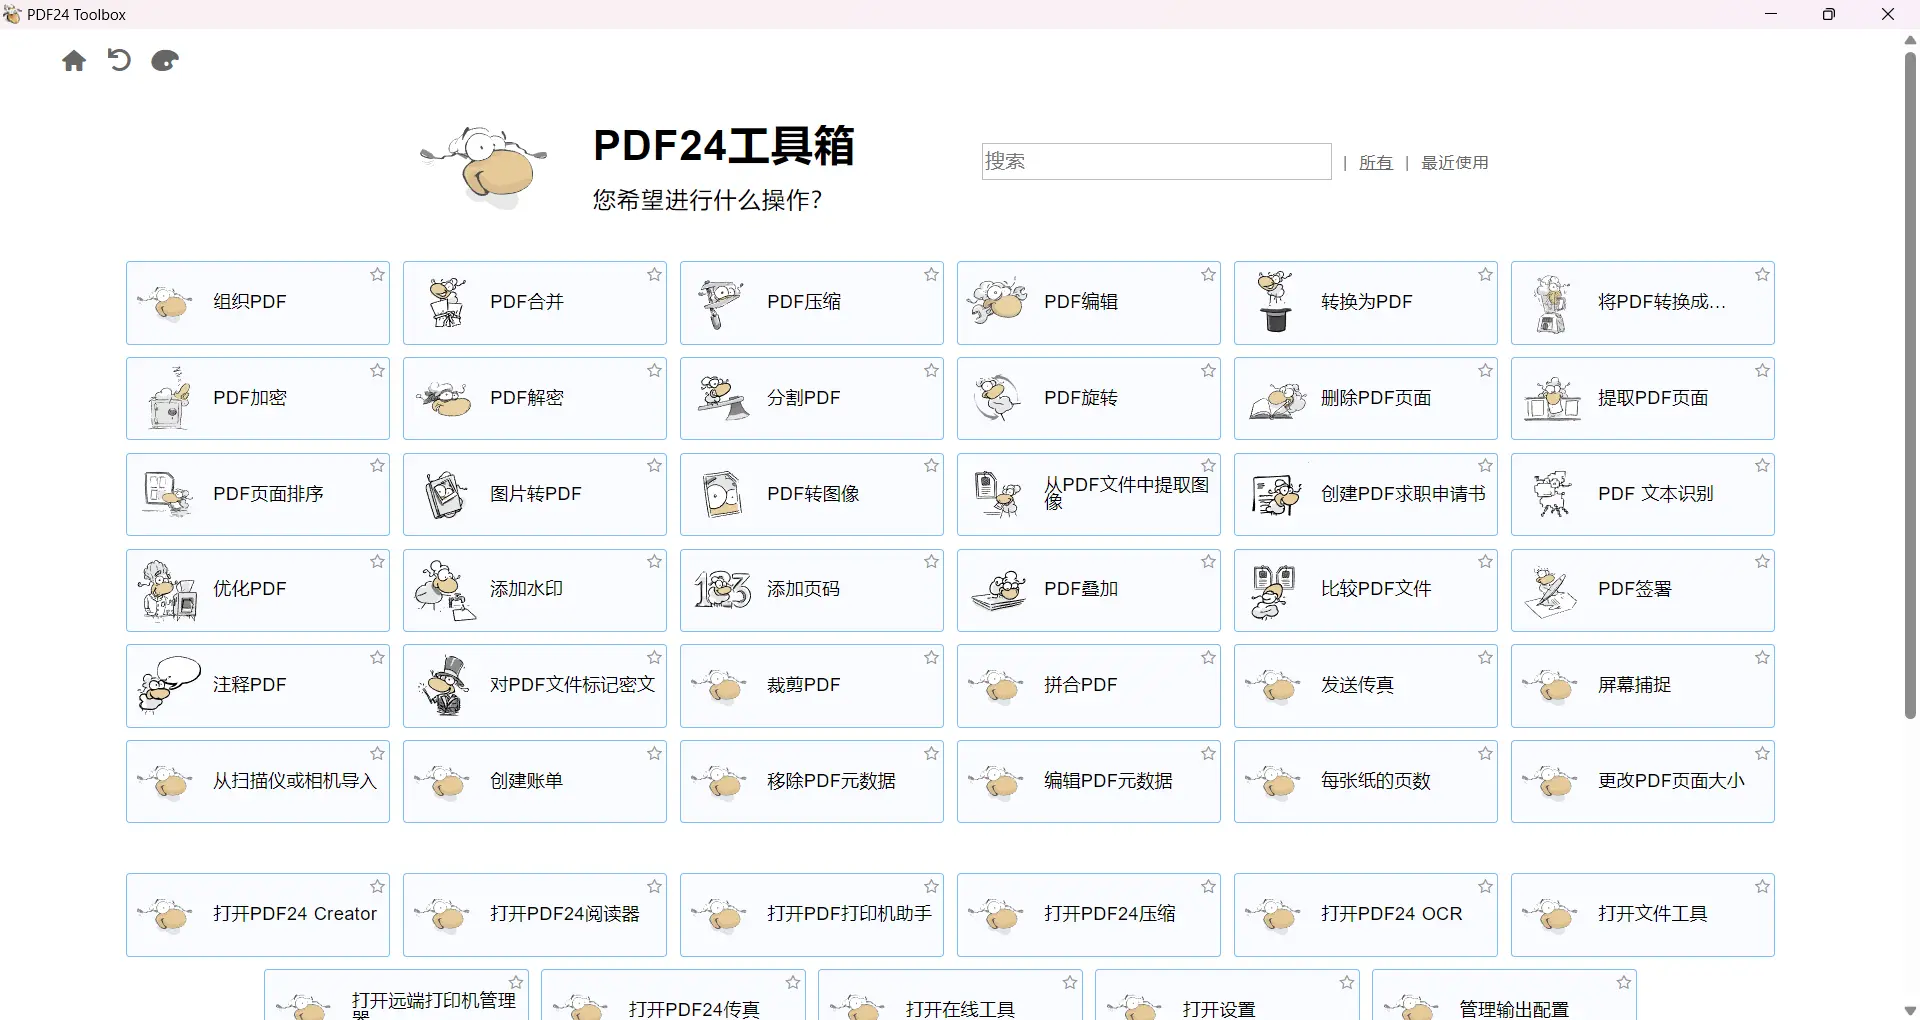 PDF24 Toolbox
PDF24工具箱
您希望进行什么操作？
搜索
| 所有 | 最近使用
组织PDF
PDF合并
PDF压缩
PDF编辑
转换为PDF
将PDF转换成...
PDF加密
PDF解密
分割PDF
PDF旋转
删除PDF页面
提取PDF页面
PDF页面排序
图片转PDF
PDF转图像
从PDF文件中提取图
像
创建PDF求职申请书
PDF 文本识别
优化PDF
添加水印
123
添加页码
PDF叠加
比较PDF文件
PDF签署
注释PDF
对PDF文件标记密文
裁剪PDF
拼合PDF
发送传真
屏幕捕捉
从扫描仪或相机导入
创建账单
移除PDF元数据
编辑PDF元数据
每张纸的页数
更改PDF页面大小
打开PDF24 Creator
打开PDF24阅读器
打开PDF打印机助手
打开PDF24压缩
打开PDF24 OCR
打开文件工具
打开远端打印机管理
器
打开PDF24传真
打开在线工具
打开设置
管理输出配置